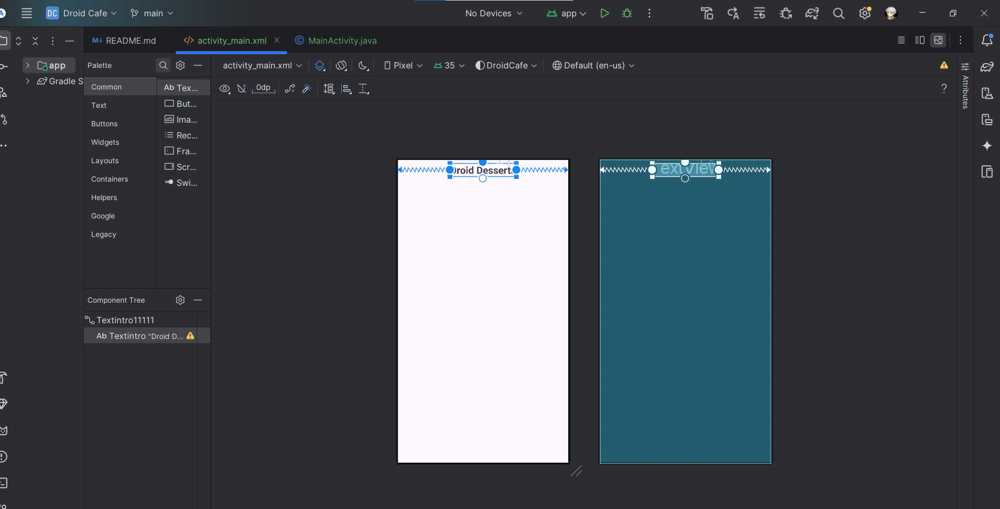 DC Droid Cafe main No Devices app
README.md activity_main.xml MainActivity.java
app
Gradle S
Palette
Common
Text
Buttons
Widgets
Layouts
Containers
Helpers
Google
Legacy
Ab Tex...
But...
Ima...
Rec...
Fra...
Scr...
Swi...
activity_main.xml Pixel 35 DroidCafe Default (en-us)
0dp ?
Droid Dessert
Attributes
Component Tree
Textintro11111
Ab Textintro "Droid D...